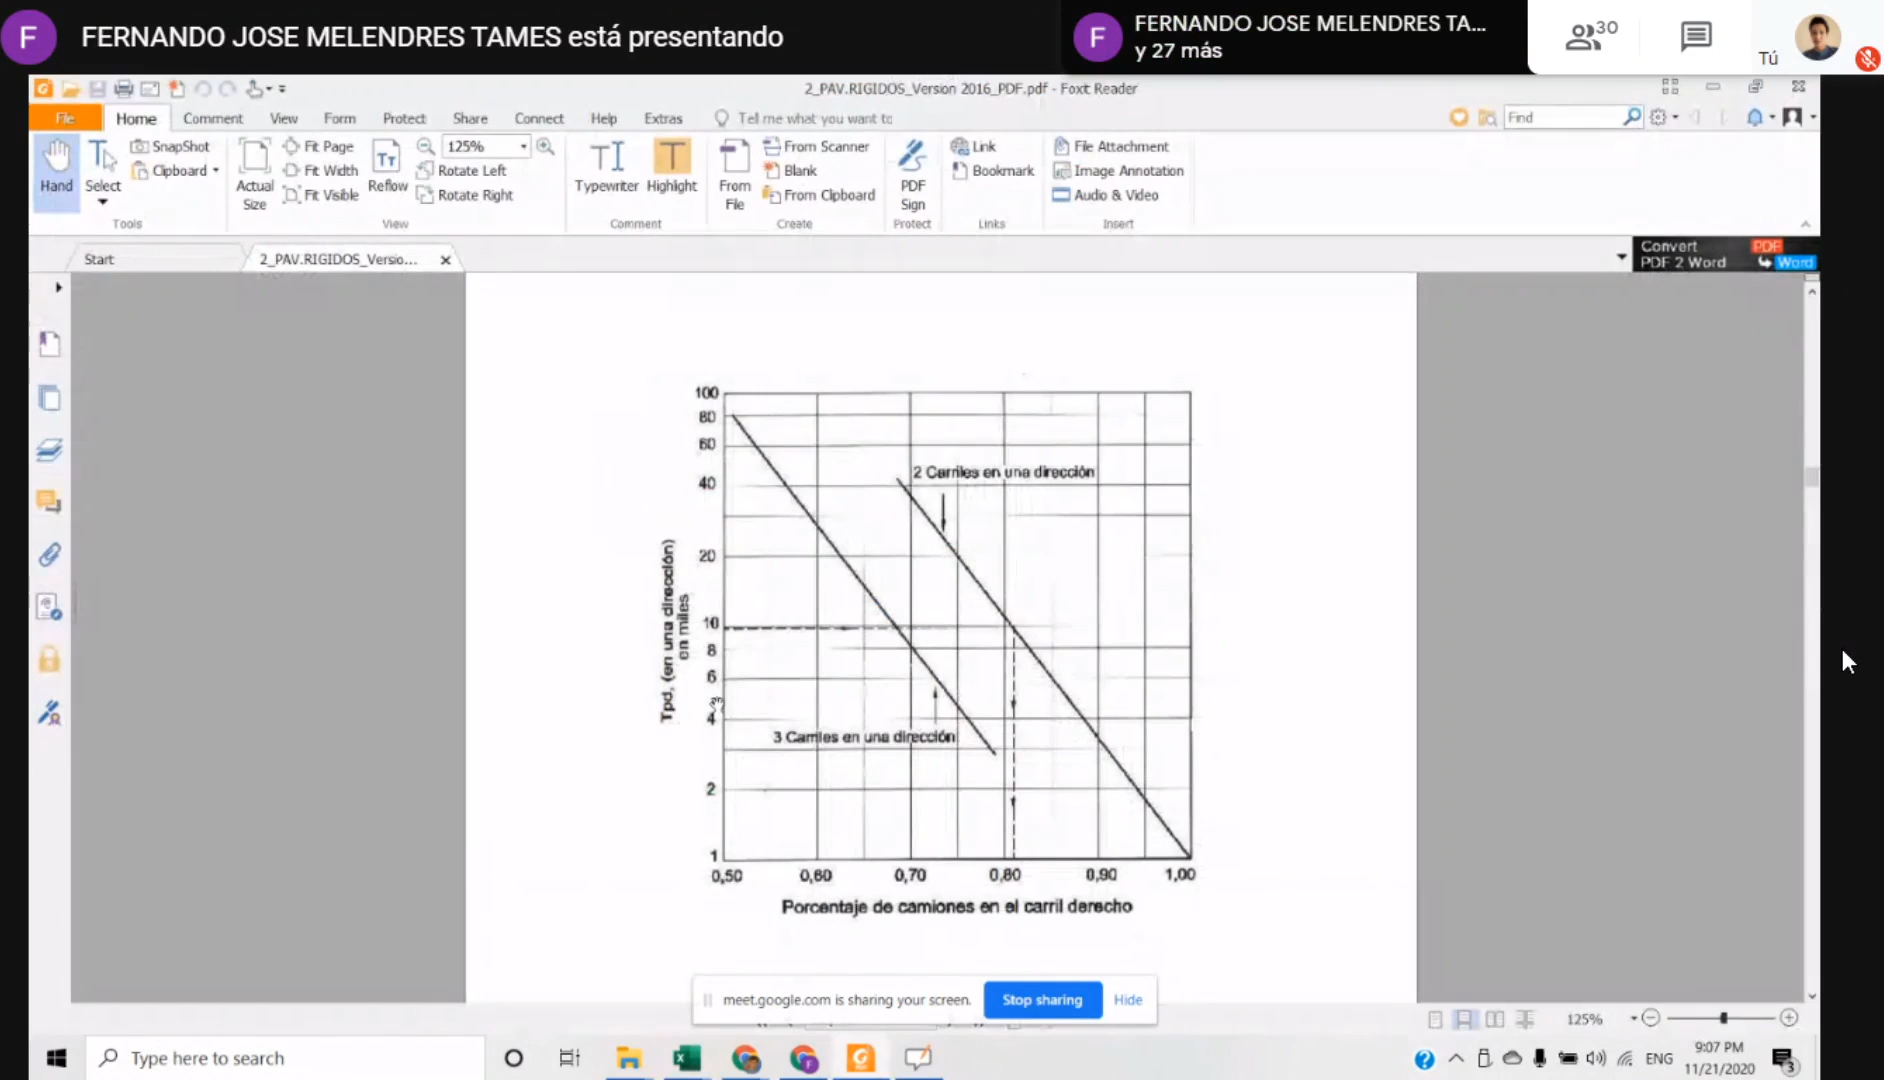 F FERNANDO JOSE MELENDRES TAMES está presentando
F FERNANDO JOSE MELENDRES TA...
y 27 más
30
Tú
2_PAV.RIGIDOS_Version 2016_PDF.pdf - Foxit Reader
File Home Comment View Form Protect Share Connect Help Extras Tell me what you want to
Find
Hand
Select
SnapShot
Clipboard
Tools
Actual Size
Fit Page
Fit Width
Fit Visible
Reflow
125%
Rotate Left
Rotate Right
View
Typewriter
Highlight
Comment
From File
From Scanner
Blank
From Clipboard
Create
PDF Sign
Protect
Link
Bookmark
Links
File Attachment
Image Annotation
Audio & Video
Insert
Start
2_PAV.RIGIDOS_Versio...
Convert PDF
PDF 2 Word Word
100
80
60
40
20
10
8
6
4
2
1
Tpd, (en una dirección)
en miles
2 Carriles en una dirección
3 Carriles en una dirección
0,50 0,60 0,70 0,80 0,90 1,00
Porcentaje de camiones en el carril derecho
meet.google.com is sharing your screen. Stop sharing Hide
125%
Type here to search
ENG
9:07 PM
11/21/2020
3